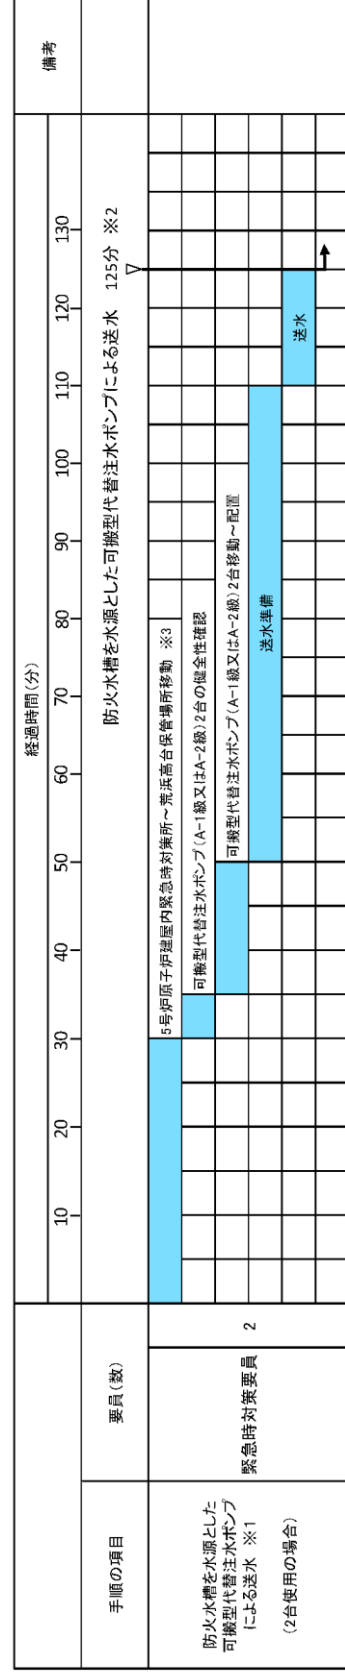 手順の項目
要員(数)
経過時間(分)
備考
10
20
30
40
50
60
70
80
90
100
110
120
130
防火水槽を水源とした可搬型代替注水ポンプによる送水 125分 ※2
▽
防火水槽を水源とした
可搬型代替注水ポンプ
による送水 ※1
(2台使用の場合)
緊急時対策要員
2
5号炉原子炉建屋内緊急時対策所~荒浜高台保管場所移動 ※3
可搬型代替注水ポンプ(A-1級又はA-2級)2台の健全性確認
可搬型代替注水ポンプ(A-1級又はA-2級)2台移動~配置
送水準備
送水